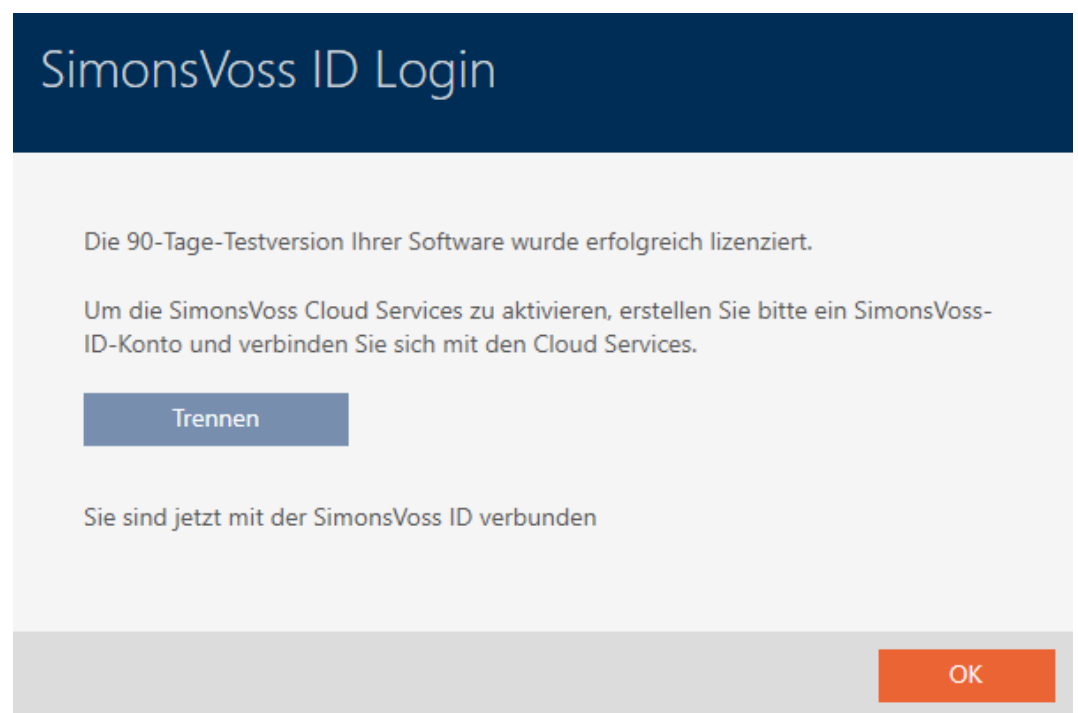 SimonsVoss ID Login
Die 90-Tage-Testversion Ihrer Software wurde erfolgreich lizenziert.
Um die SimonsVoss Cloud Services zu aktivieren, erstellen Sie bitte ein SimonsVoss-
ID-Konto und verbinden Sie sich mit den Cloud Services.
Trennen
Sie sind jetzt mit der SimonsVoss ID verbunden
OK